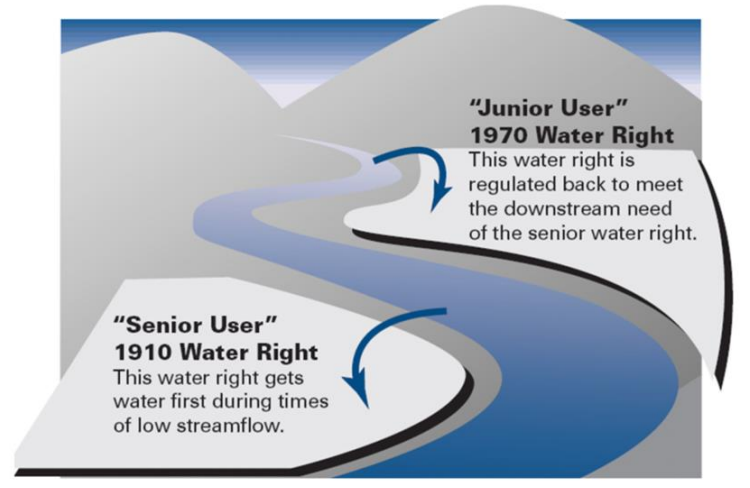 “Junior User”
1970 Water Right
This water right is
regulated back to meet
the downstream need
of the senior water right.
“Senior User”
1910 Water Right
This water right gets
water first during times
of low streamflow.